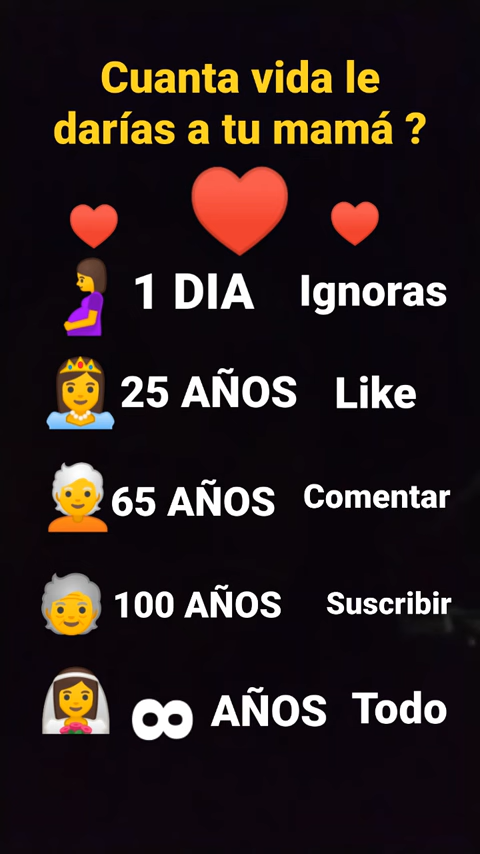 Cuanta vida le
darías a tu mamá ?
1 DIA Ignoras
25 AÑOS Like
65 AÑOS Comentar
100 AÑOS Suscribir
∞ AÑOS Todo